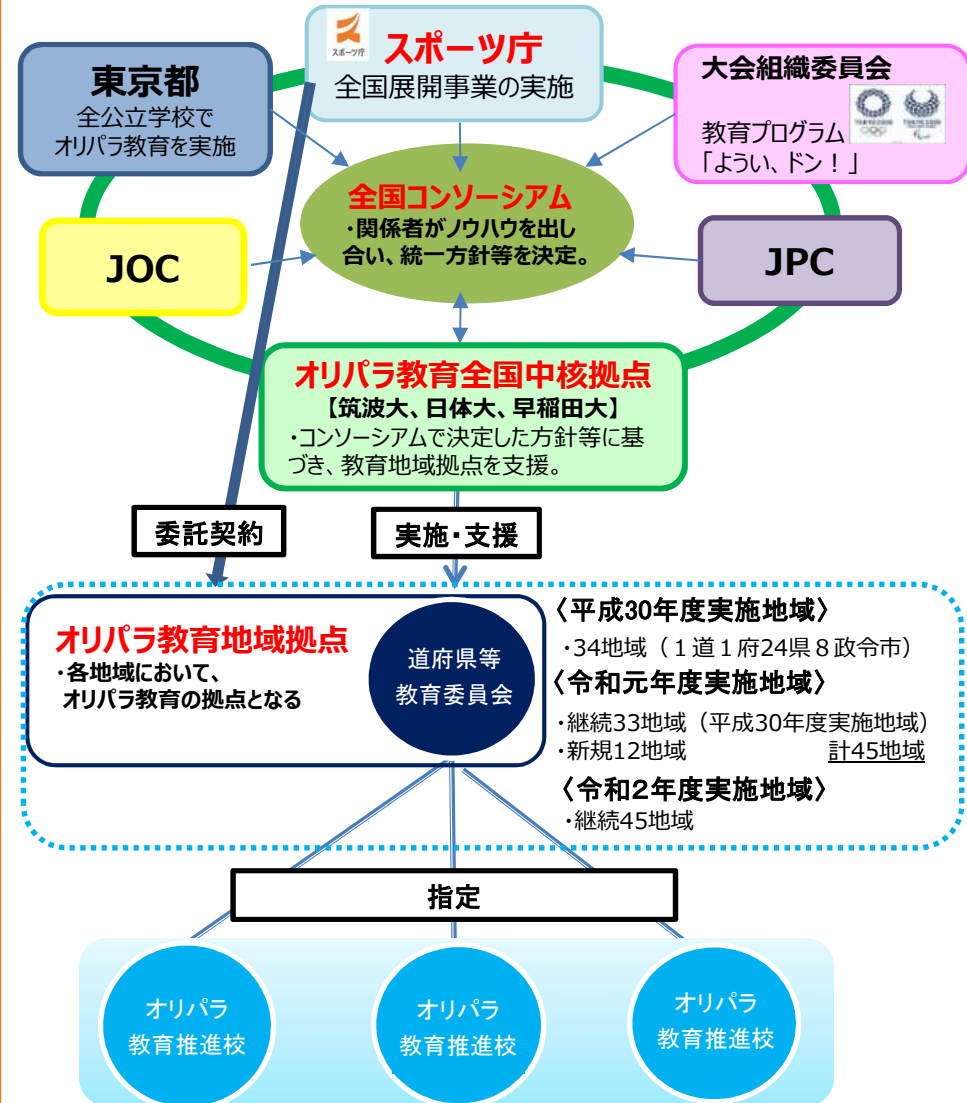 スポーツ庁
スポーツ庁
全国展開事業の実施
東京都
全公立学校で
オリパラ教育を実施
大会組織委員会
教育プログラム
「ようい、ドン！」
TOKYO 2020
TOKYO 2020
全国コンソーシアム
・関係者がノウハウを出し
合い、統一方針等を決定。
JOC
JPC
オリパラ教育全国中核拠点
【筑波大、日体大、早稲田大】
・コンソーシアムで決定した方針等に基
づき、教育地域拠点を支援。
委託契約
実施・支援
オリパラ教育地域拠点
・各地域において、
オリパラ教育の拠点となる
道府県等
教育委員会
〈平成30年度実施地域〉
・34地域（１道１府24県８政令市）
〈令和元年度実施地域〉
・継続33地域（平成30年度実施地域）
・新規12地域 計45地域
〈令和２年度実施地域〉
・継続45地域
指定
オリパラ
教育推進校
オリパラ
教育推進校
オリパラ
教育推進校